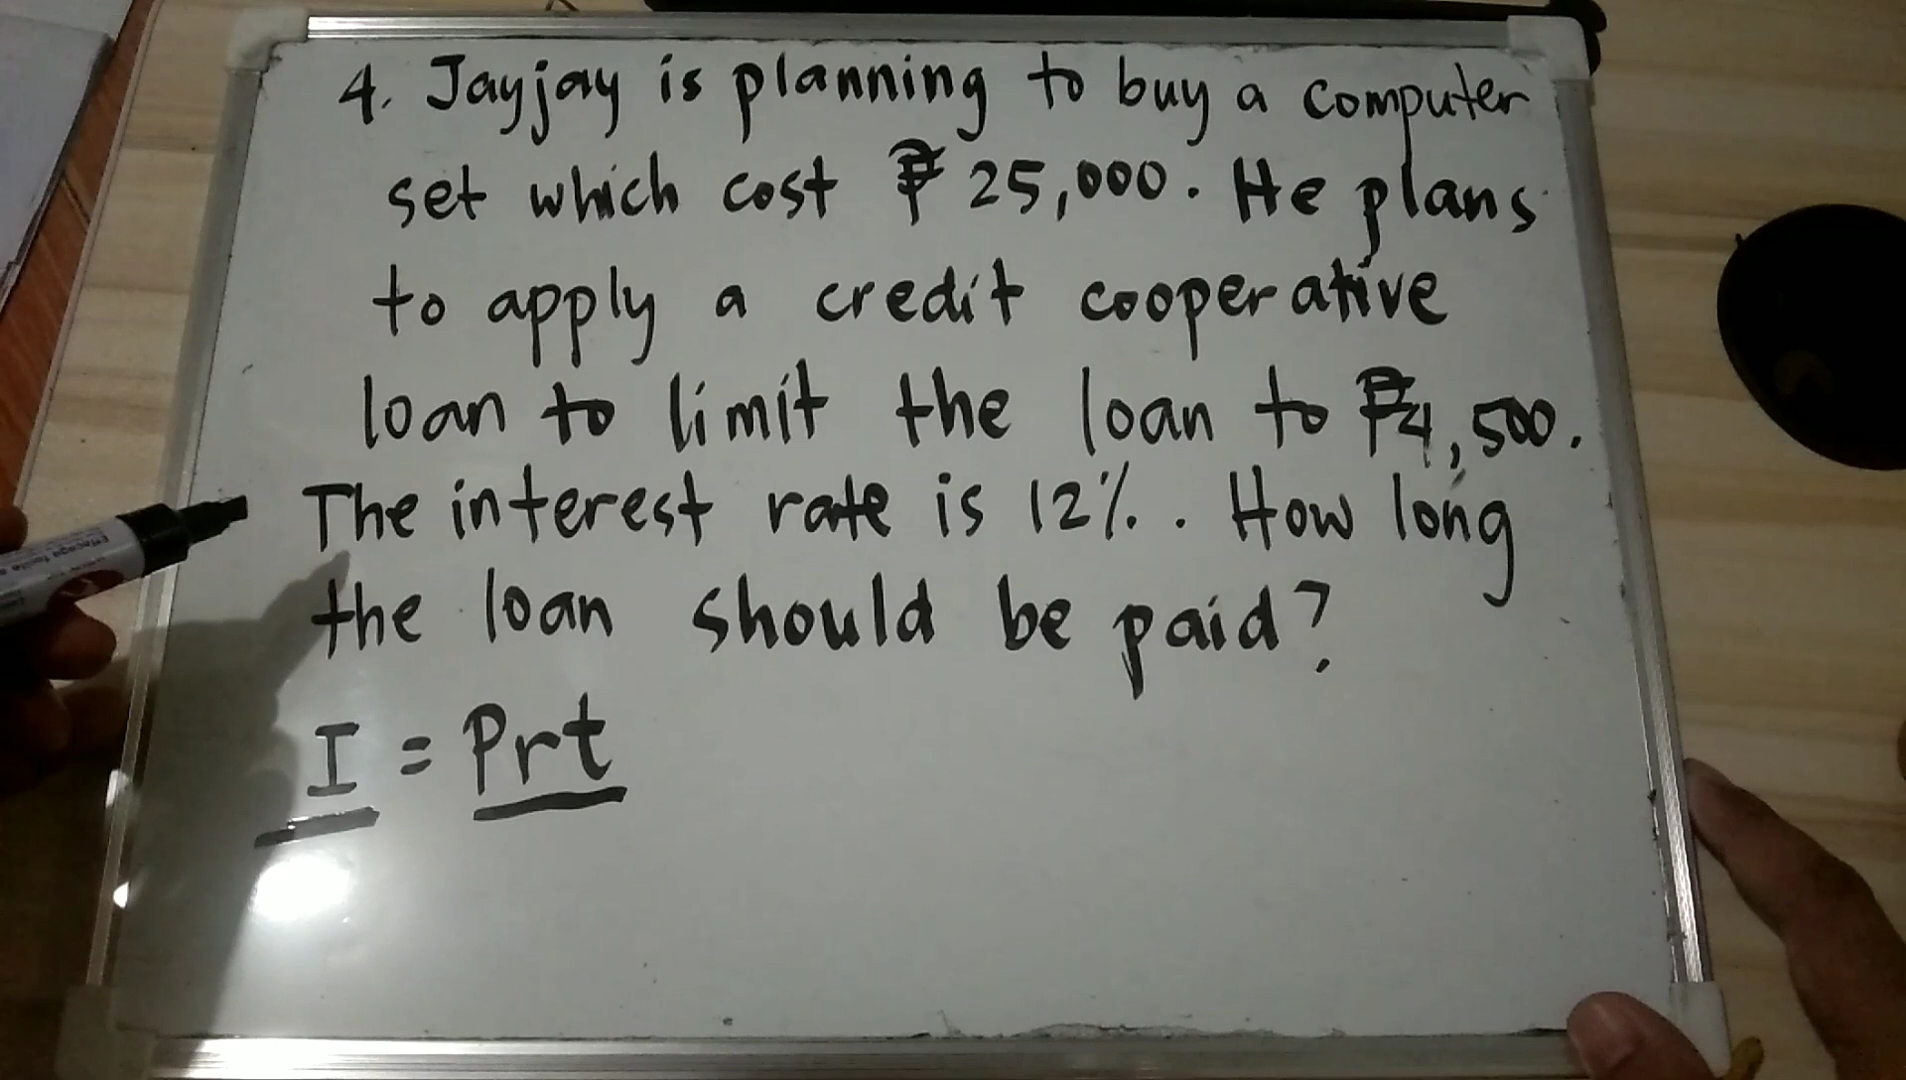 4. Jayjay is planning to buy a computer
set which cost ₱ 25,000. He plans
to apply a credit cooperative
loan to limit the loan to ₱4,500.
The interest rate is 12%. How long
the loan should be paid?
I = Prt